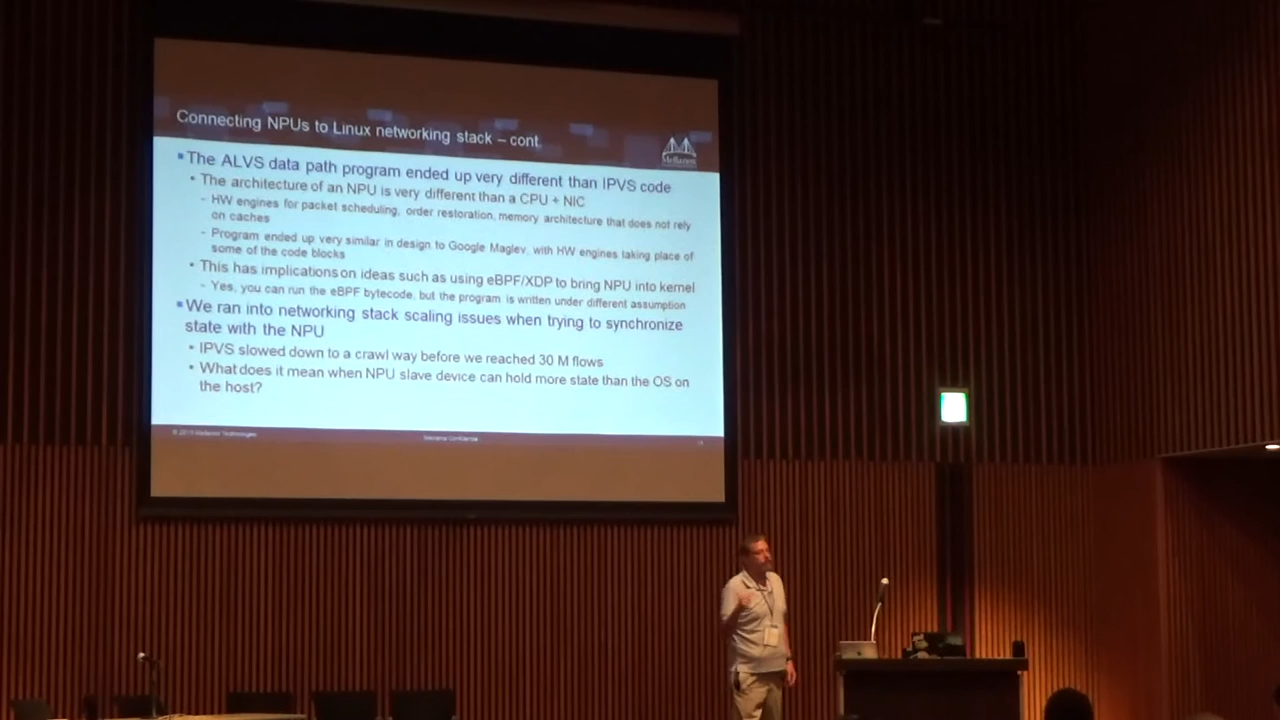 Connecting NPUs to Linux networking stack – cont
Mellanox
▪The ALVS data path program ended up very different than IPVS code
• The architecture of an NPU is very different than a CPU + NIC
- HW engines for packet scheduling, order restoration, memory architecture that does not rely
on caches
- Program ended up very similar in design to Google Maglev, with HW engines taking place of
some of the code blocks
• This has implications on ideas such as using eBPF/XDP to bring NPU into kernel
- Yes, you can run the eBPF bytecode, but the program is written under different assumption
▪We ran into networking stack scaling issues when trying to synchronize
state with the NPU
• IPVS slowed down to a crawl way before we reached 30 M flows
• What does it mean when NPU slave device can hold more state than the OS on
the host?
Mellanox Technologies
Mellanox Confidential